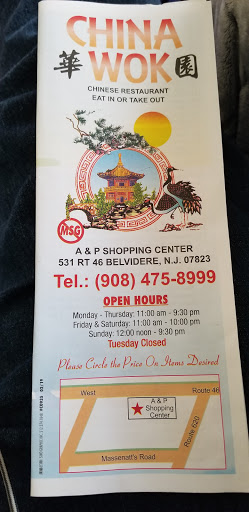 CHINA
華 WOK 園
CHINESE RESTAURANT
EAT IN OR TAKE OUT
MSG
A & P SHOPPING CENTER
531 RT 46 BELVIDERE, N.J. 07823
Tel.: (908) 475-8999
OPEN HOURS
Monday - Thursday: 11:00 am - 9:30 pm
Friday & Saturday: 11:00 am - 10:00 pm
Sunday: 12:00 noon - 9:30 pm
Tuesday Closed
Please Circle the Price On Items Desired
West
Route 46
A & P
Shopping
Center
Route 620
Massenatt's Road